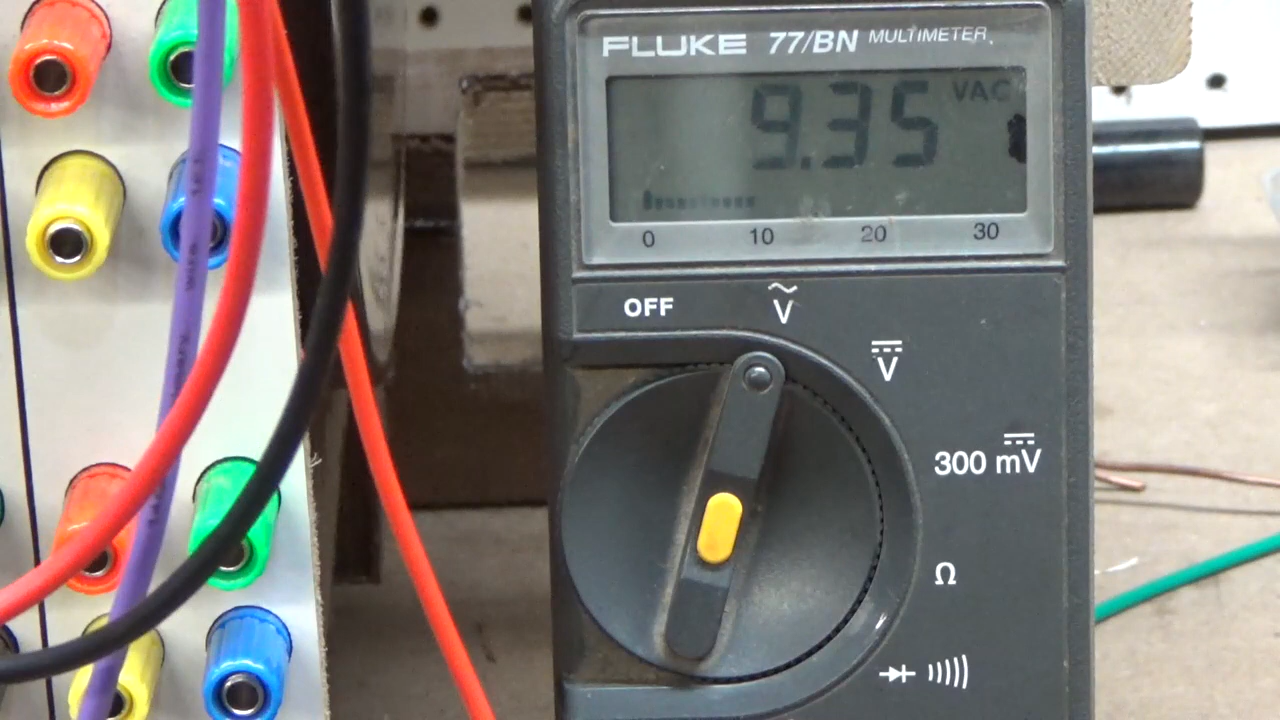 FLUKE 77/BN MULTIMETER
9.35 VAC
0 10 20 30
OFF
V
V
300 mV
Ω